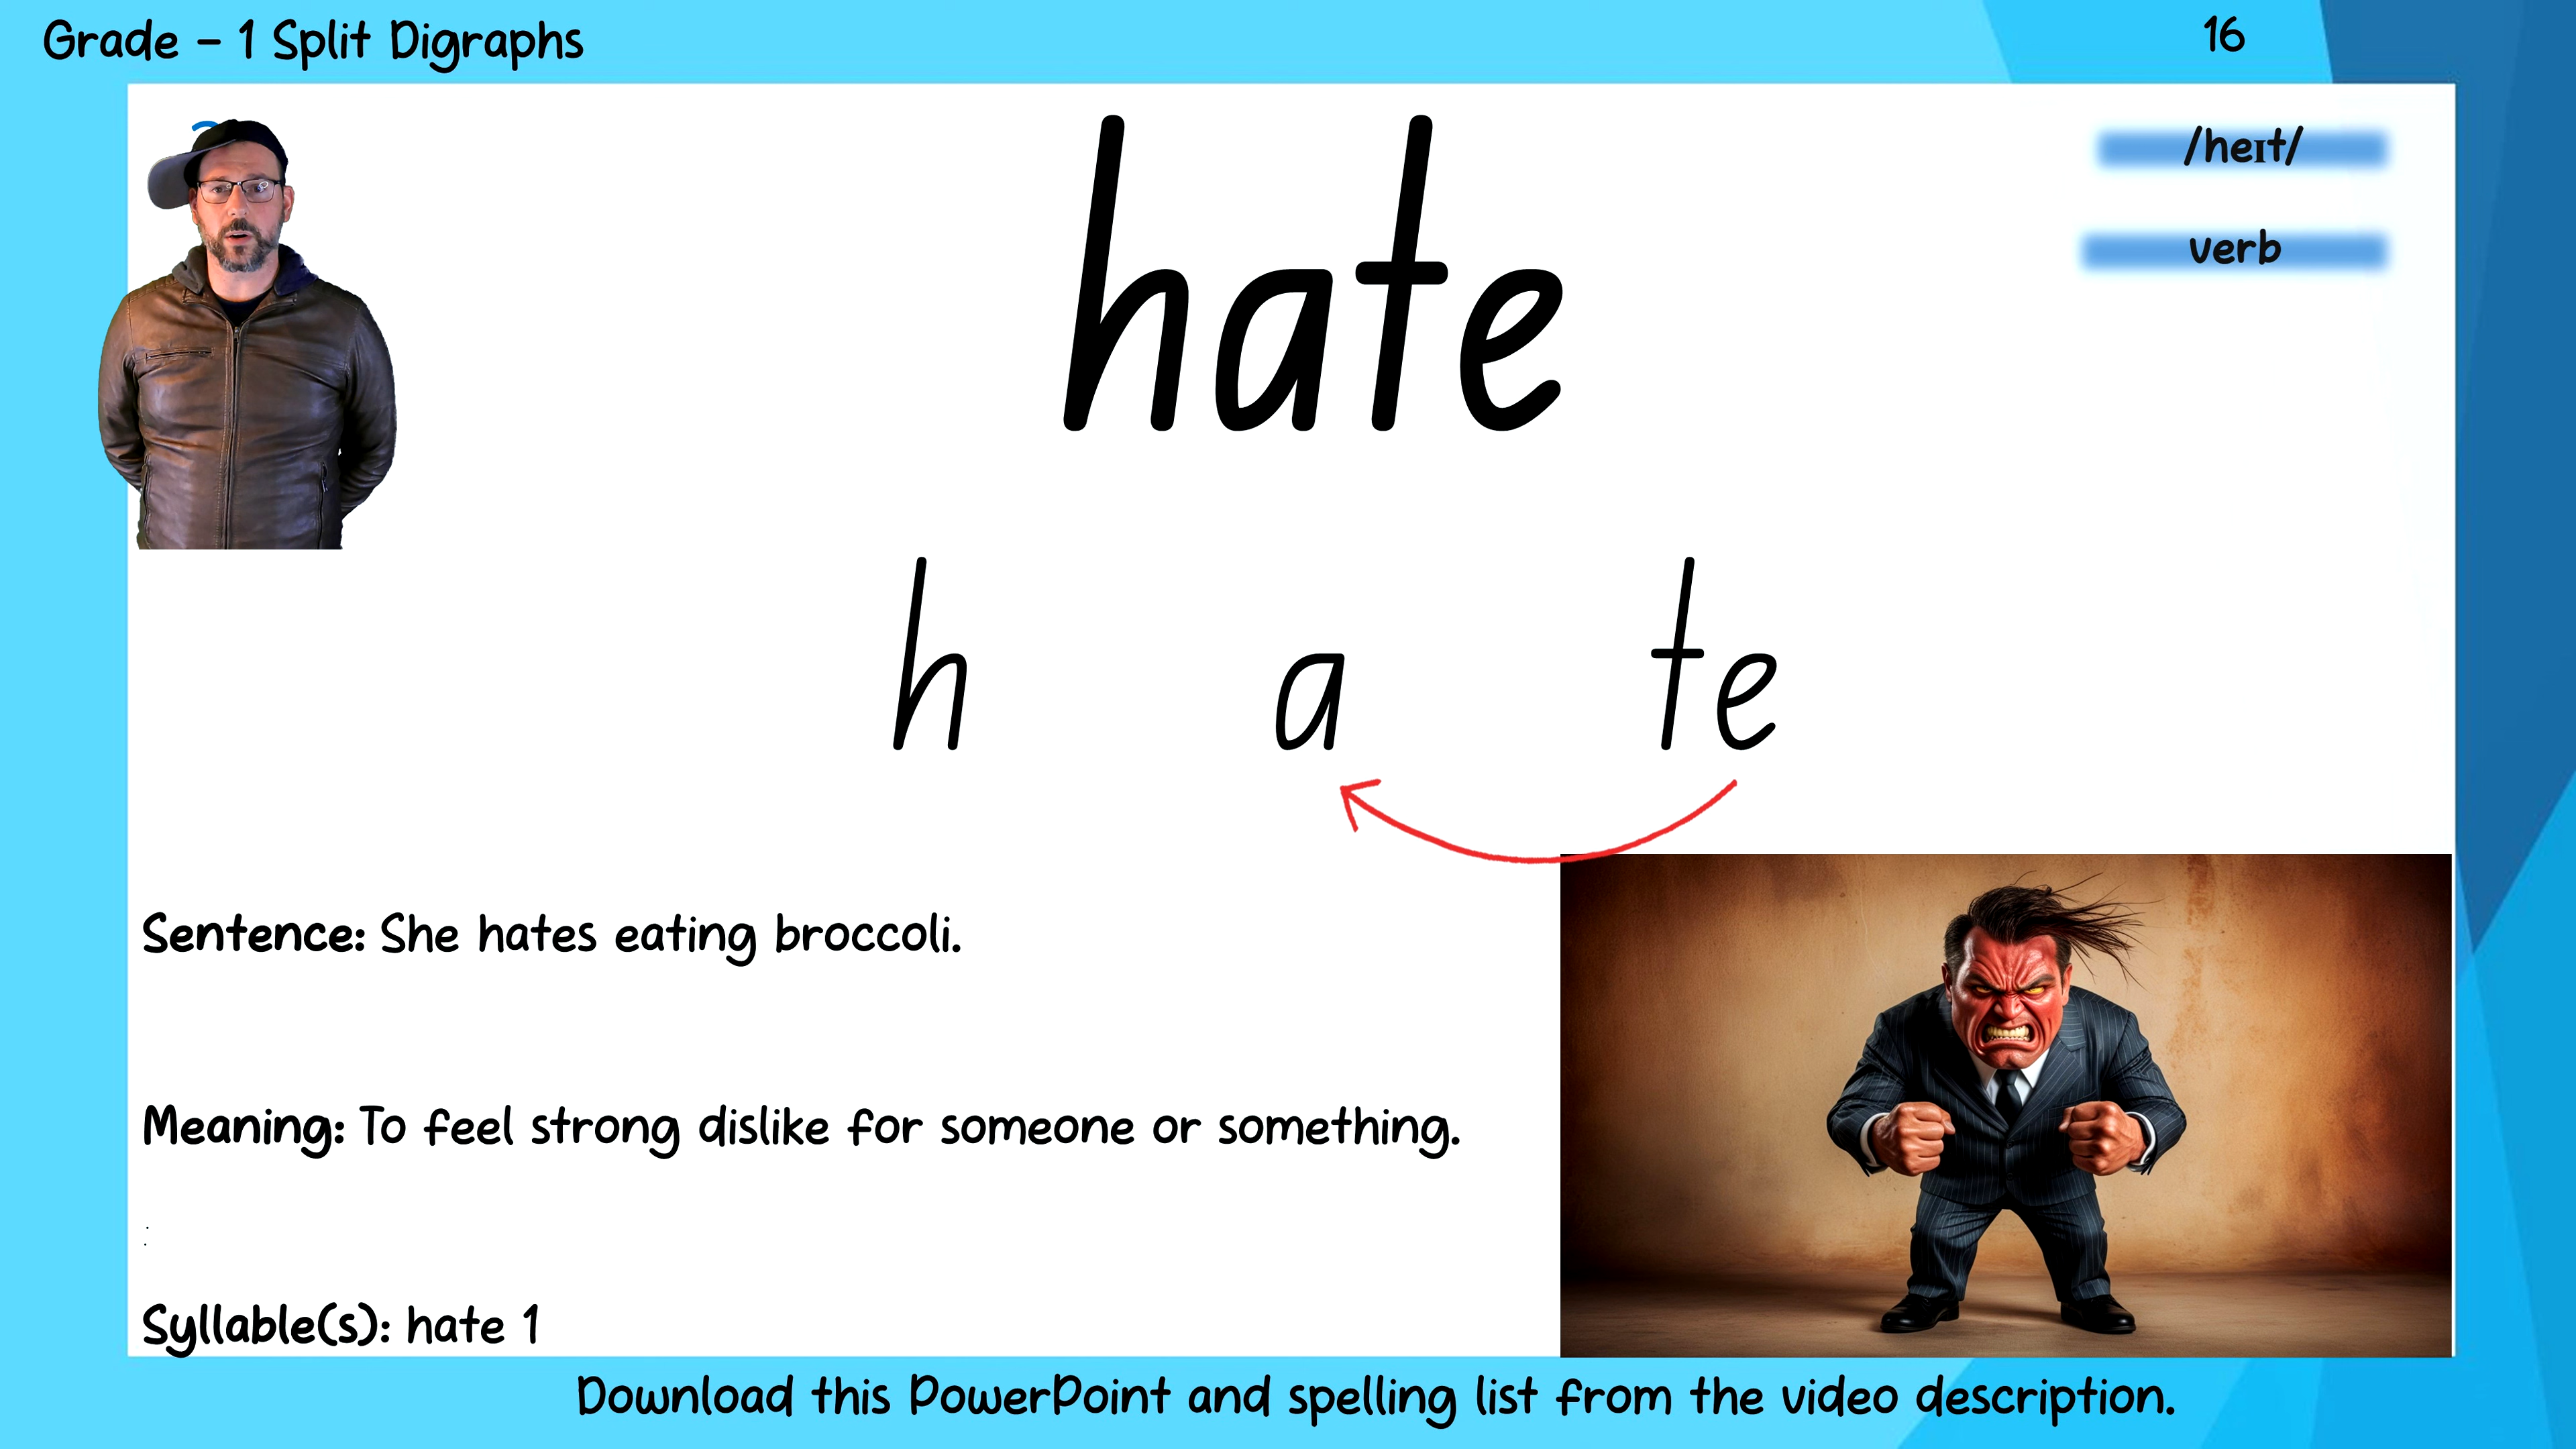 Grade - 1 Split Digraphs
16
hate
/heɪt/
verb
h a te
Sentence: She hates eating broccoli.
Meaning: To feel strong dislike for someone or something.
Syllable(s): hate 1
Download this PowerPoint and spelling list from the video description.